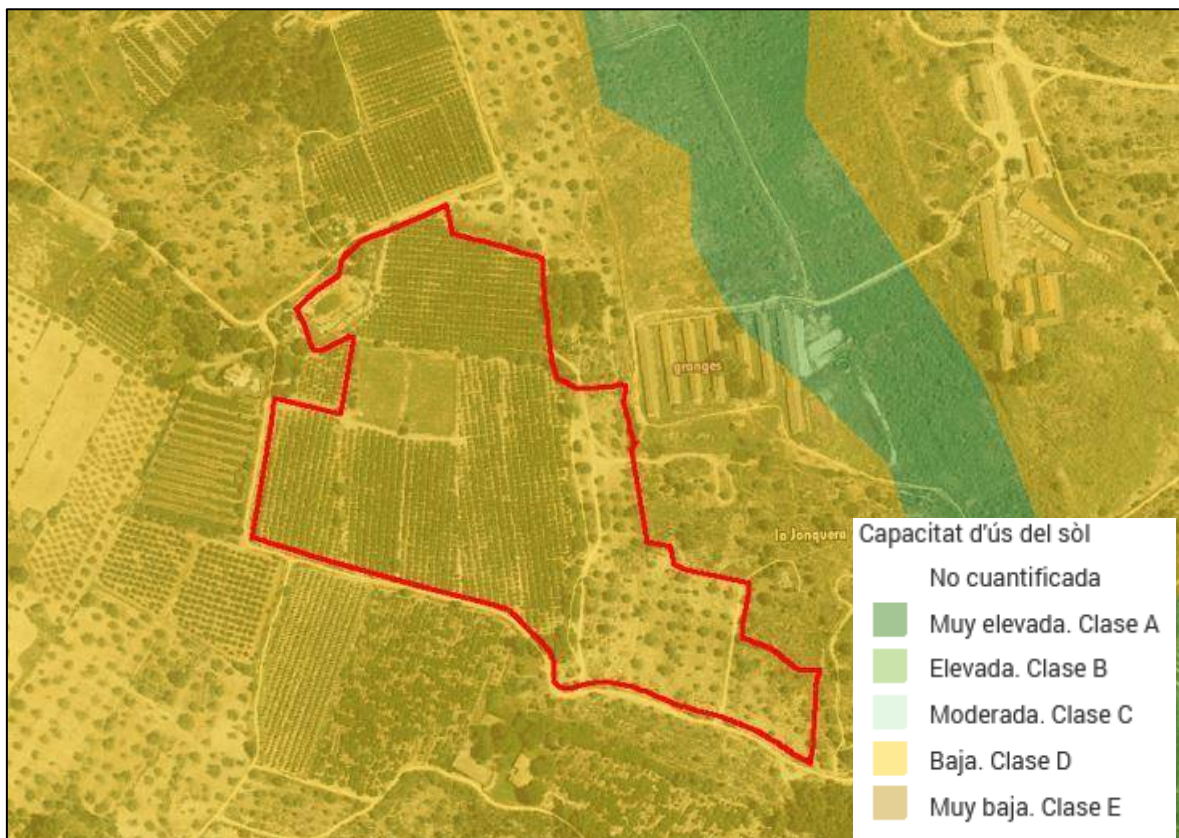 granges
la Jonquera
Capacitat d'ús del sòl
No cuantificada
Muy elevada. Clase A
Elevada. Clase B
Moderada. Clase C
Baja. Clase D
Muy baja. Clase E